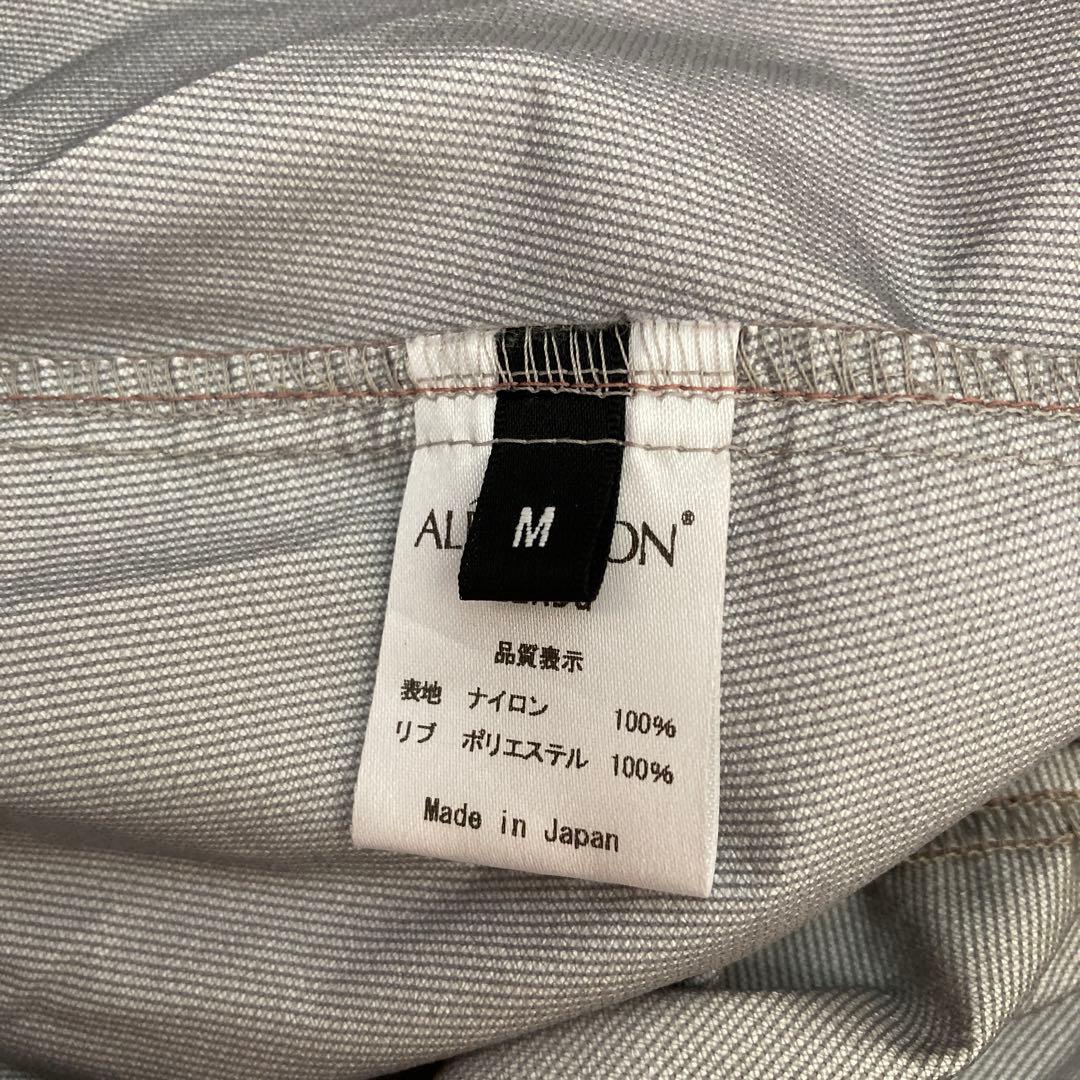 M
品質表示
表地 ナイロン 100%
リブ ポリエステル 100%
Made in Japan